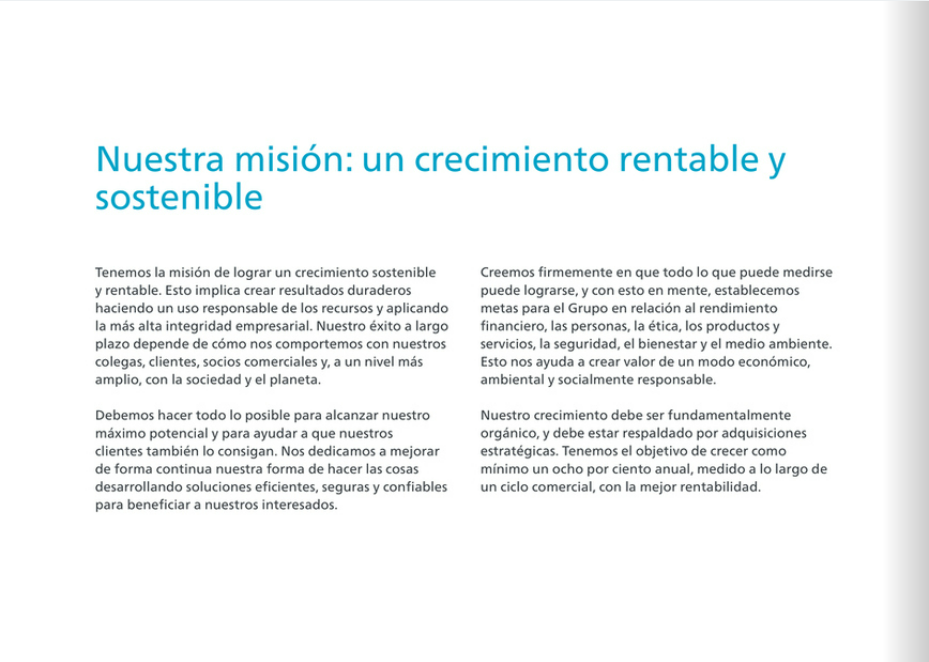 Nuestra misión: un crecimiento rentable y
sostenible
Tenemos la misión de lograr un crecimiento sostenible
y rentable. Esto implica crear resultados duraderos
haciendo un uso responsable de los recursos y aplicando
la más alta integridad empresarial. Nuestro éxito a largo
plazo depende de cómo nos comportemos con nuestros
colegas, clientes, socios comerciales y, a un nivel más
amplio, con la sociedad y el planeta.
Debemos hacer todo lo posible para alcanzar nuestro
máximo potencial y para ayudar a que nuestros
clientes también lo consigan. Nos dedicamos a mejorar
de forma continua nuestra forma de hacer las cosas
desarrollando soluciones eficientes, seguras y confiables
para beneficiar a nuestros interesados.
Creemos firmemente en que todo lo que puede medirse
puede lograrse, y con esto en mente, establecemos
metas para el Grupo en relación al rendimiento
financiero, las personas, la ética, los productos y
servicios, la seguridad, el bienestar y el medio ambiente.
Esto nos ayuda a crear valor de un modo económico,
ambiental y socialmente responsable.
Nuestro crecimiento debe ser fundamentalmente
orgánico, y debe estar respaldado por adquisiciones
estratégicas. Tenemos el objetivo de crecer como
mínimo un ocho por ciento anual, medido a lo largo de
un ciclo comercial, con la mejor rentabilidad.